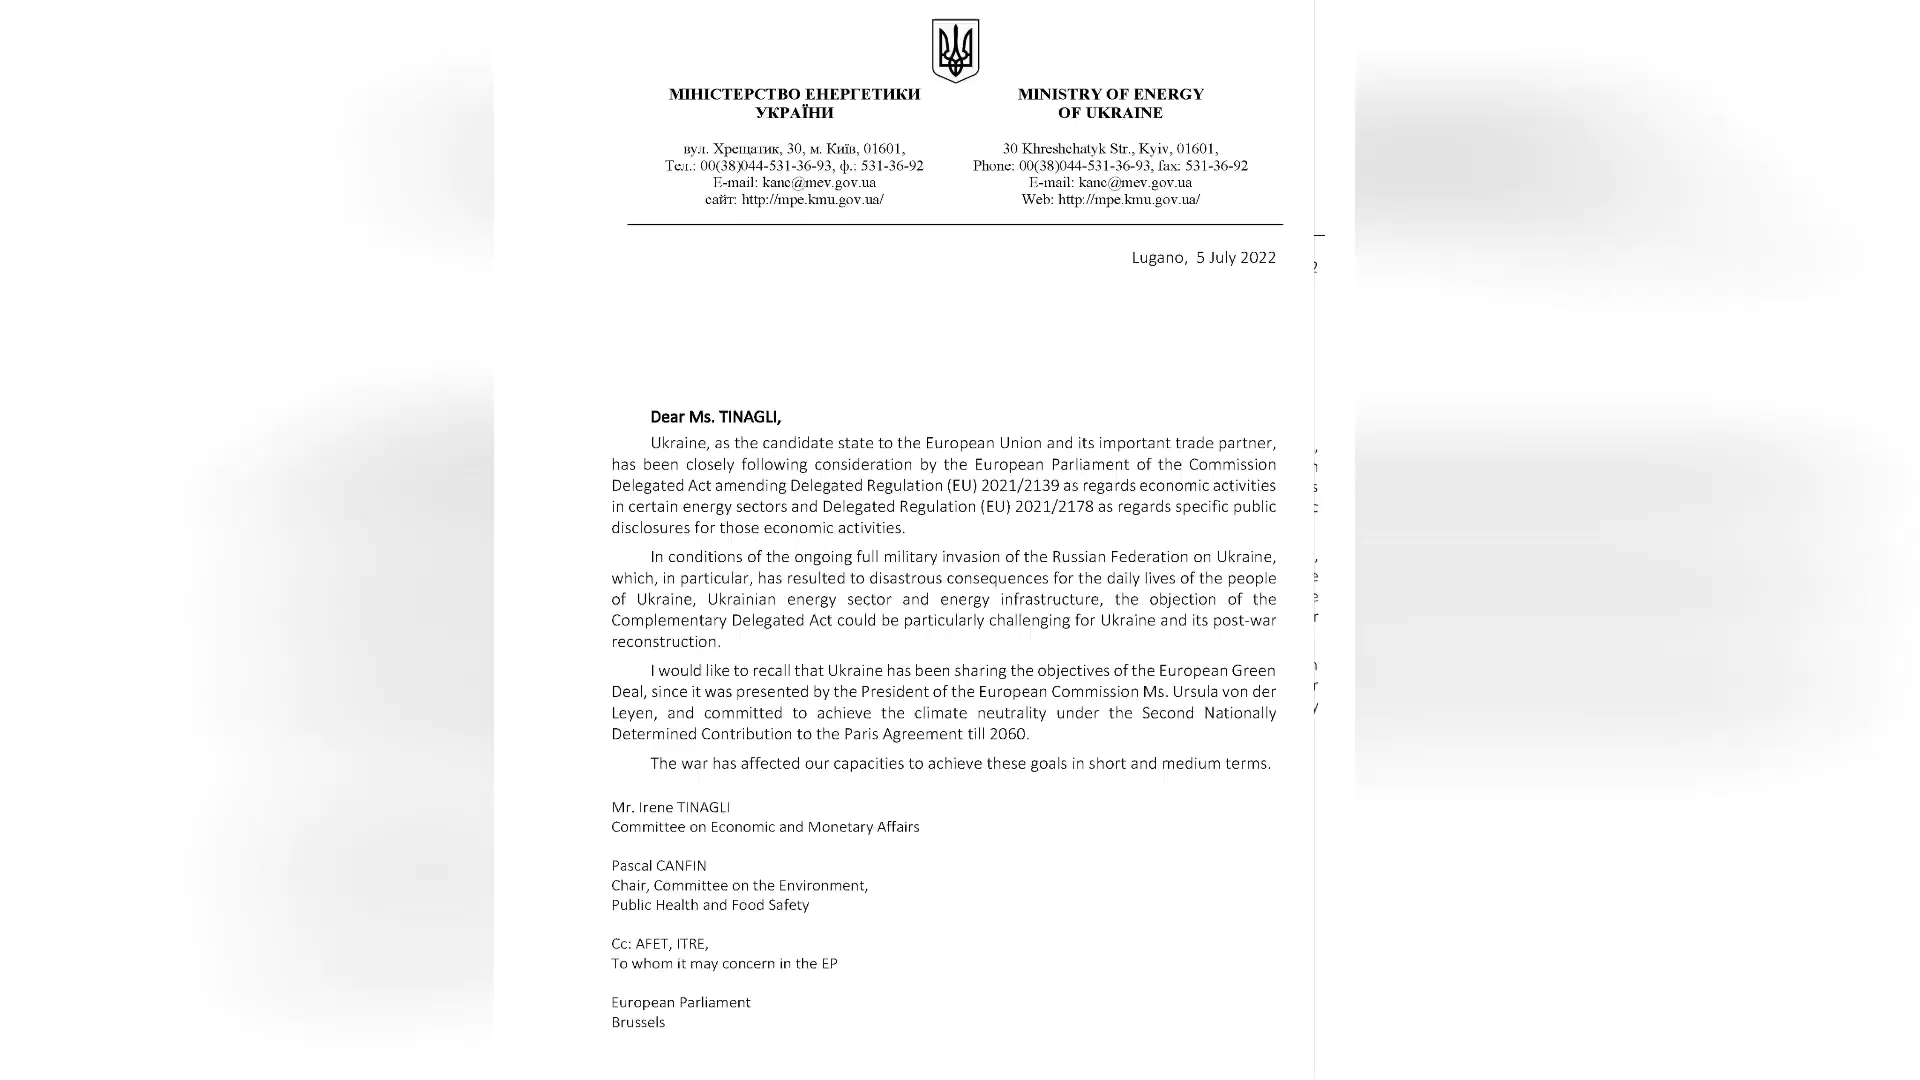 МІНІСТЕРСТВО ЕНЕРГЕТИКИ
УКРАЇНИ
вул. Хрещатик, 30, м. Київ, 01601,
Тел.: 00(38)044-531-36-93, ф.: 531-36-92
E-mail: kanc@mev.gov.ua
сайт: http://mpe.kmu.gov.ua/
MINISTRY OF ENERGY
OF UKRAINE
30 Khreshchatyk Str., Kyiv, 01601,
Phone: 00(38)044-531-36-93, fax: 531-36-92
E-mail: kanc@mev.gov.ua
Web: http://mpe.kmu.gov.ua/
Lugano, 5 July 2022
Dear Ms. TINAGLI,
Ukraine, as the candidate state to the European Union and its important trade partner,
has been closely following consideration by the European Parliament of the Commission
Delegated Act amending Delegated Regulation (EU) 2021/2139 as regards economic activities
in certain energy sectors and Delegated Regulation (EU) 2021/2178 as regards specific public
disclosures for those economic activities.
In conditions of the ongoing full military invasion of the Russian Federation on Ukraine,
which, in particular, has resulted to disastrous consequences for the daily lives of the people
of Ukraine, Ukrainian energy sector and energy infrastructure, the objection of the
Complementary Delegated Act could be particularly challenging for Ukraine and its post-war
reconstruction.
I would like to recall that Ukraine has been sharing the objectives of the European Green
Deal, since it was presented by the President of the European Commission Ms. Ursula von der
Leyen, and committed to achieve the climate neutrality under the Second Nationally
Determined Contribution to the Paris Agreement till 2060.
The war has affected our capacities to achieve these goals in short and medium terms.
Mr. Irene TINAGLI
Committee on Economic and Monetary Affairs
Pascal CANFIN
Chair, Committee on the Environment,
Public Health and Food Safety
Cc: AFET, ITRE,
To whom it may concern in the EP
European Parliament
Brussels